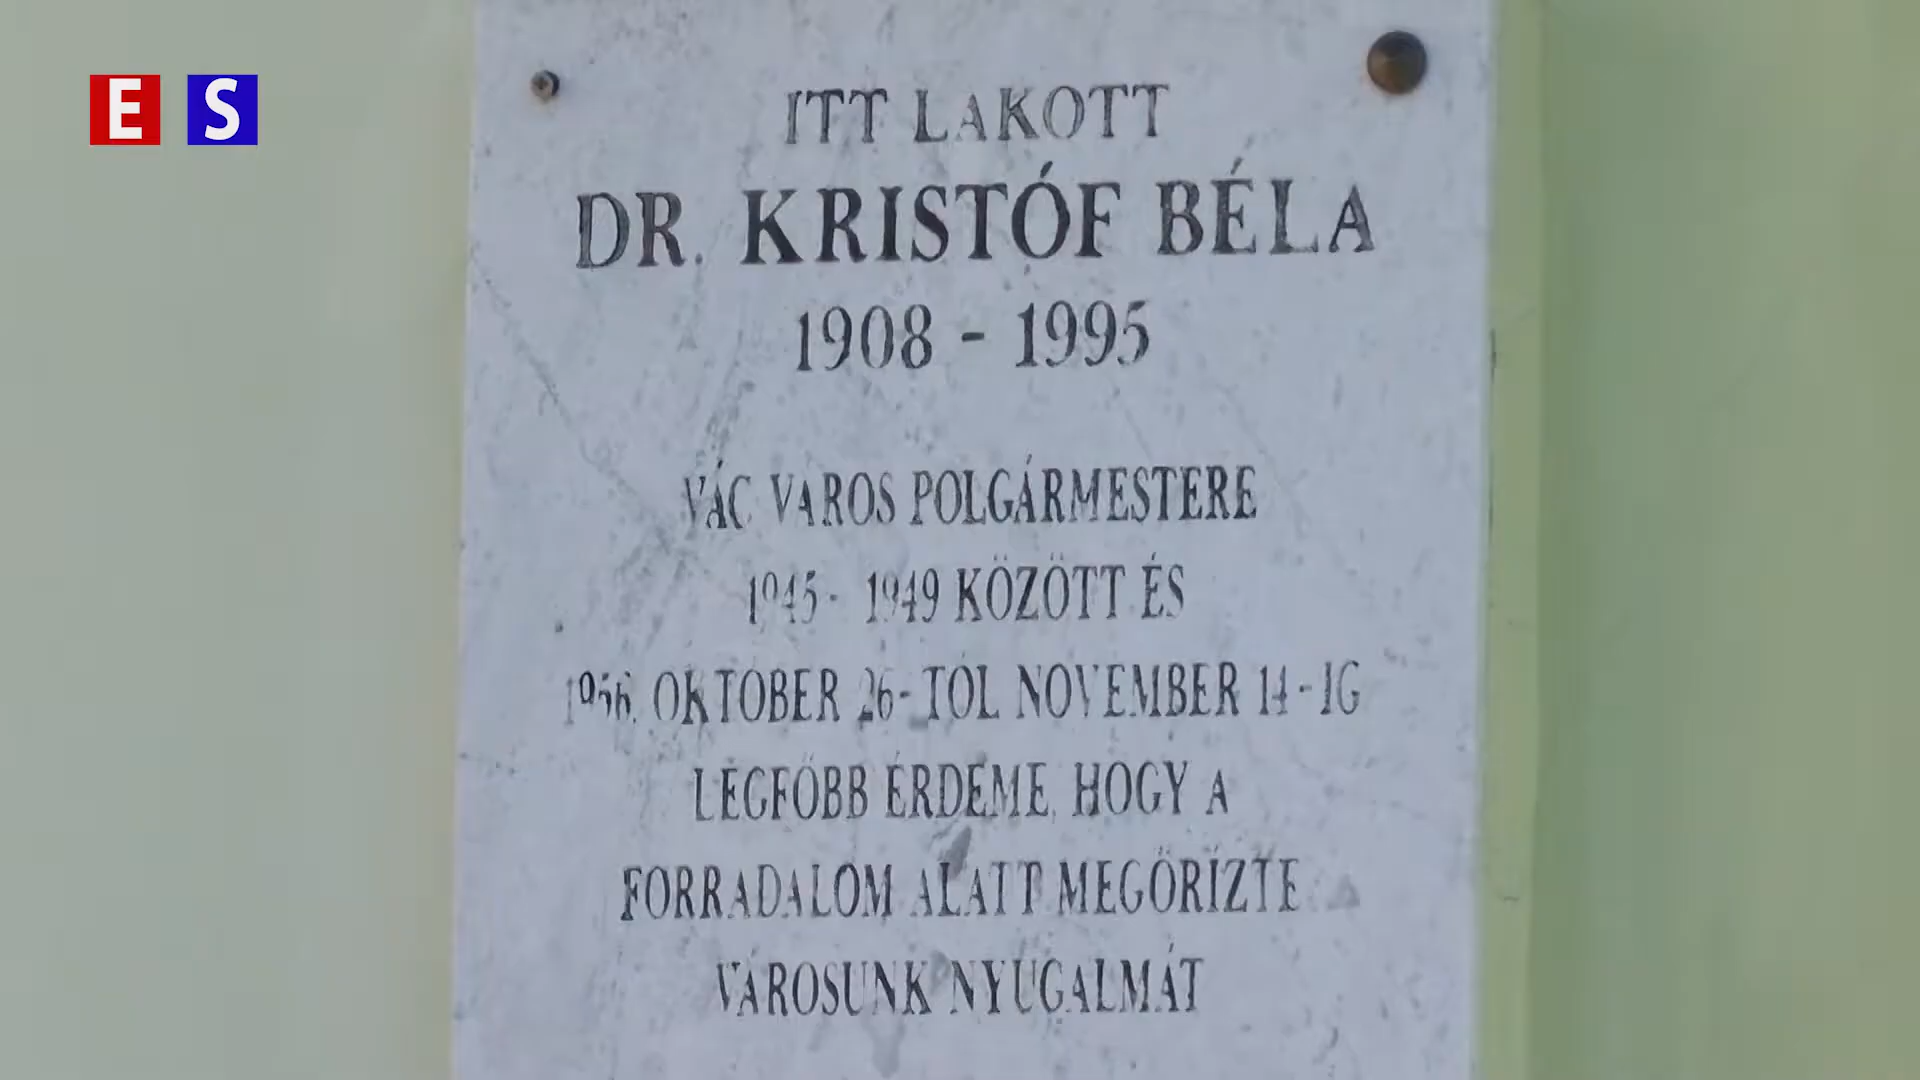 E S
ITT LAKOTT
DR. KRISTÓF BÉLA
1908 - 1995
VÁC VÁROS POLGÁRMESTERE
1945 - 1949 KÖZÖTT ÉS
1956. OKTÓBER 26-TÓL NOVEMBER 14-IG
LEGFŐBB ÉRDEME, HOGY A
FORRADALOM ALATT MEGŐRÍZTE
VÁROSUNK NYUGALMÁT